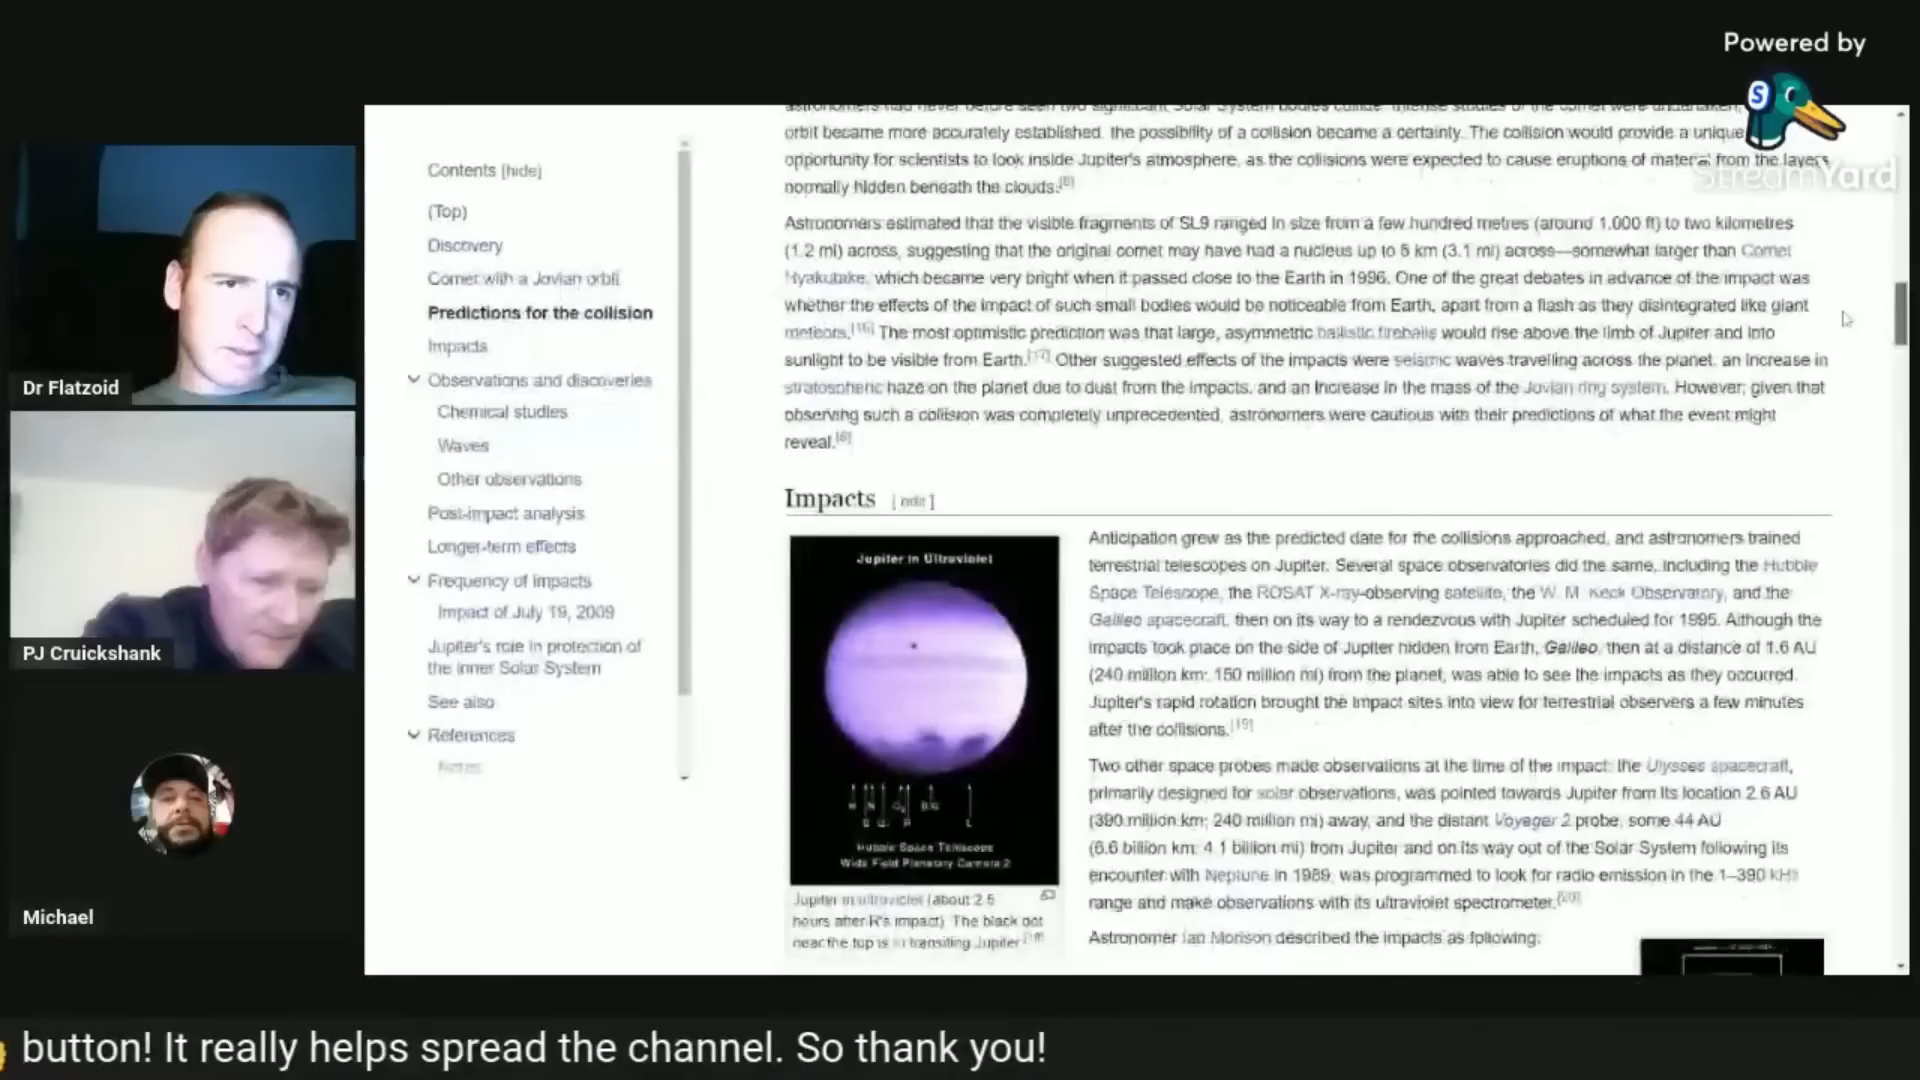 Powered by
S
StreamYard
Dr Flatzoid
PJ Cruickshank
Michael
Contents [hide]
(Top)
Discovery
Comet with a Jovian orbit
Predictions for the collision
Impacts
Observations and discoveries
Chemical studies
Waves
Other observations
Post-impact analysis
Longer-term effects
Frequency of impacts
Impact of July 19, 2009
Jupiter's role in protection of
the inner Solar System
See also
References
Notes
astronomers had never before seen two significant Solar System bodies collide. Intense studies of the comet were undertaken,
orbit became more accurately established, the possibility of a collision became a certainty. The collision would provide a unique
opportunity for scientists to look inside Jupiter's atmosphere, as the collisions were expected to cause eruptions of material from the layers
normally hidden beneath the clouds.[6]
Astronomers estimated that the visible fragments of SL9 ranged in size from a few hundred metres (around 1,000 ft) to two kilometres
(1.2 mi) across, suggesting that the original comet may have had a nucleus up to 5 km (3.1 mi) across—somewhat larger than Comet
Hyakutake, which became very bright when it passed close to the Earth in 1996. One of the great debates in advance of the impact was
whether the effects of the impact of such small bodies would be noticeable from Earth, apart from a flash as they disintegrated like giant
meteors.[16] The most optimistic prediction was that large, asymmetric ballistic fireballs would rise above the limb of Jupiter and into
sunlight to be visible from Earth.[17] Other suggested effects of the impacts were seismic waves travelling across the planet, an increase in
stratospheric haze on the planet due to dust from the impacts, and an increase in the mass of the Jovian ring system. However, given that
observing such a collision was completely unprecedented, astronomers were cautious with their predictions of what the event might
reveal.[6]
Impacts [ edit ]
Jupiter in Ultraviolet
Hubble Space Telescope
Wide Field Planetary Camera 2
Jupiter in ultraviolet (about 2.5
hours after R's impact). The black dot
near the top is transiting Jupiter.[18]
Anticipation grew as the predicted date for the collisions approached, and astronomers trained
terrestrial telescopes on Jupiter. Several space observatories did the same, including the Hubble
Space Telescope, the ROSAT X-ray-observing satellite, the W. M. Keck Observatory, and the
Galileo spacecraft, then on its way to a rendezvous with Jupiter scheduled for 1995. Although the
impacts took place on the side of Jupiter hidden from Earth, Galileo, then at a distance of 1.6 AU
(240 million km; 150 million mi) from the planet, was able to see the impacts as they occurred.
Jupiter's rapid rotation brought the impact sites into view for terrestrial observers a few minutes
after the collisions.[19]
Two other space probes made observations at the time of the impact: the Ulysses spacecraft,
primarily designed for solar observations, was pointed towards Jupiter from its location 2.6 AU
(390 million km; 240 million mi) away, and the distant Voyager 2 probe, some 44 AU
(6.6 billion km; 4.1 billion mi) from Jupiter and on its way out of the Solar System following its
encounter with Neptune in 1989, was programmed to look for radio emission in the 1–390 kHz
range and make observations with its ultraviolet spectrometer.[20]
Astronomer Ian Morison described the impacts as following:
button! It really helps spread the channel. So thank you!